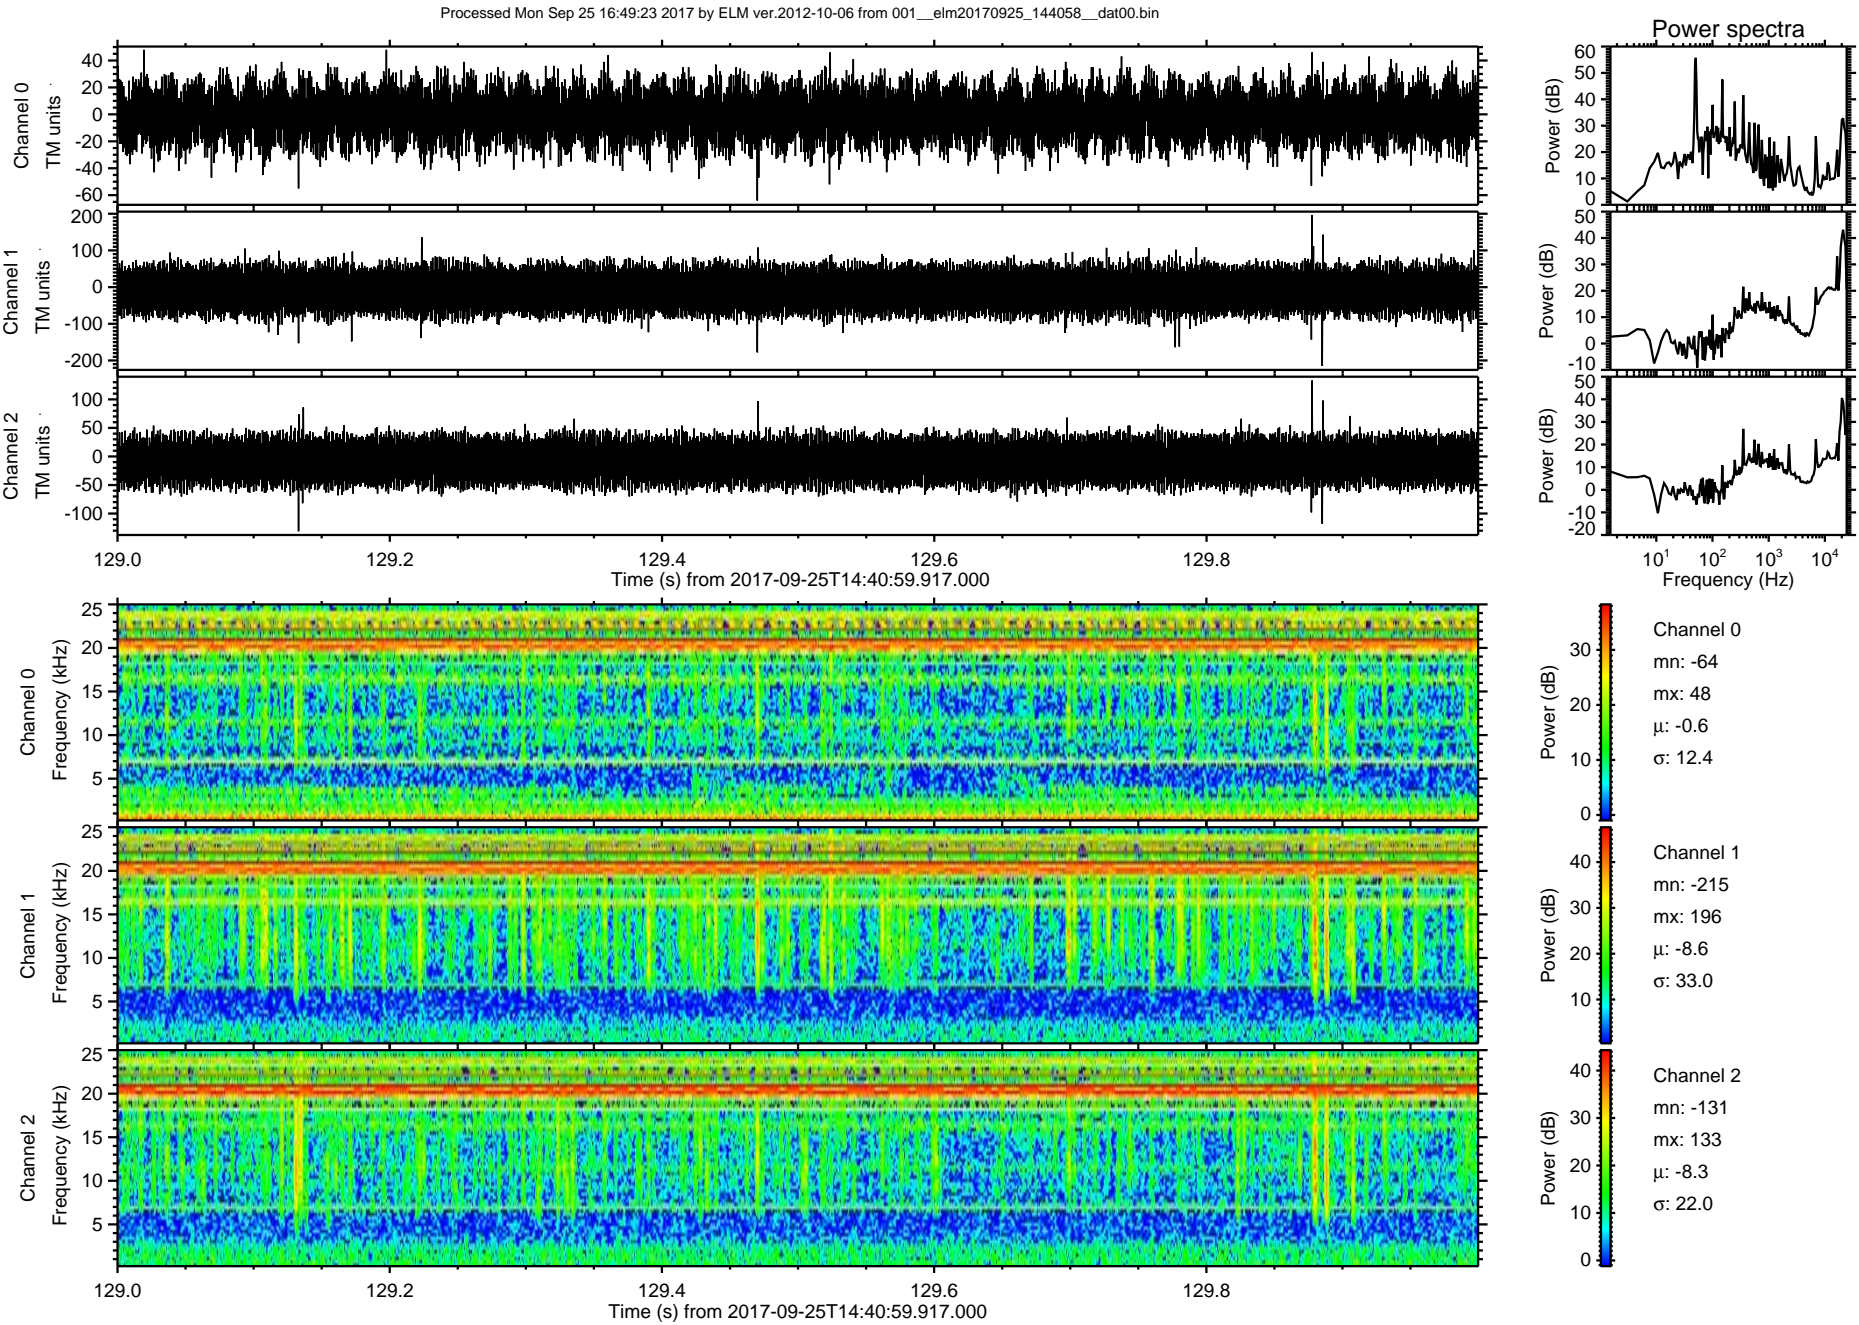 Processed Mon Sep 25 16:49:23 2017 by ELM ver.2012-10-06 from 001__elm20170925_144058__dat00.bin
Power spectra
Channel 0
TM units
40
20
0
-20
-40
-60
Power (dB)
60
50
40
30
20
10
0
Channel 1
TM units
200
100
0
-100
-200
Power (dB)
50
40
30
20
10
0
-10
Channel 2
TM units
100
50
0
-50
-100
Power (dB)
50
40
30
20
10
0
-10
-20
129.0 129.2 129.4 129.6 129.8
Time (s) from 2017-09-25T14:40:59.917.000
10¹ 10² 10³ 10⁴
Frequency (Hz)
Channel 0
Frequency (kHz)
25
20
15
10
5
Power (dB)
30
20
10
0
Channel 0
mn: -64
mx: 48
μ: -0.6
σ: 12.4
Channel 1
Frequency (kHz)
25
20
15
10
5
Power (dB)
40
30
20
10
Channel 1
mn: -215
mx: 196
μ: -8.6
σ: 33.0
Channel 2
Frequency (kHz)
25
20
15
10
5
Power (dB)
40
30
20
10
0
Channel 2
mn: -131
mx: 133
μ: -8.3
σ: 22.0
129.0 129.2 129.4 129.6 129.8
Time (s) from 2017-09-25T14:40:59.917.000